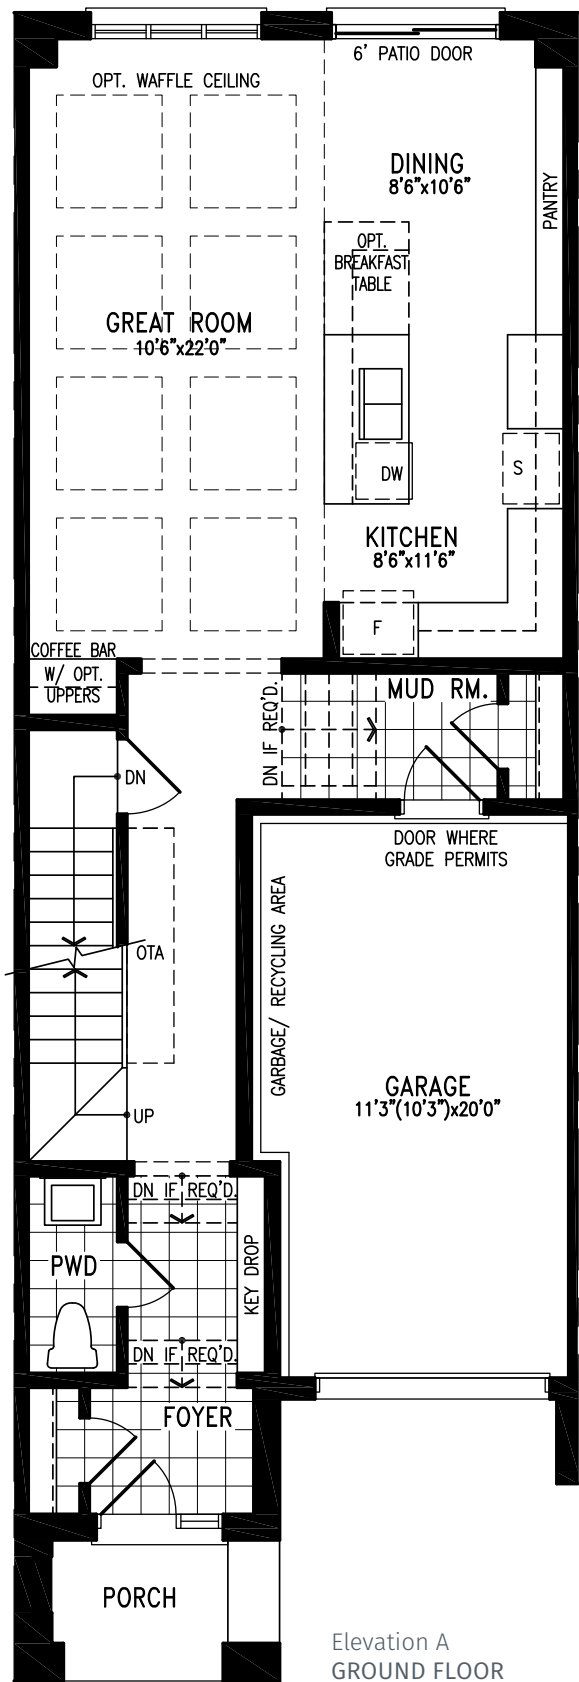 6' PATIO DOOR
OPT. WAFFLE CEILING
DINING
8'6"x10'6"
PANTRY
OPT.
BREAKFAST
TABLE
GREAT ROOM
10'6"x22'0"
DW
S
KITCHEN
8'6"x11'6"
F
COFFEE BAR
W/ OPT.
UPPERS
MUD RM.
DN IF REQ'D.
DN
DOOR WHERE
GRADE PERMITS
GARBAGE/ RECYCLING AREA
OTA
GARAGE
11'3"(10'3")x20'0"
UP
DN IF REQ'D.
PWD
KEY DROP
DN IF REQ'D.
FOYER
PORCH
Elevation A
GROUND FLOOR